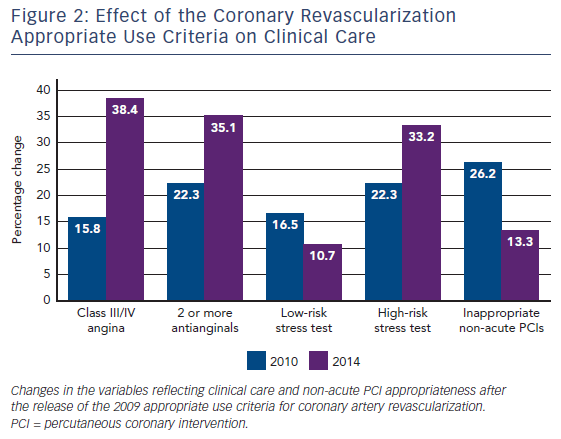 Figure 2: Effect of the Coronary Revascularization
Appropriate Use Criteria on Clinical Care
Percentage change
40
35
30
25
20
15
10
5
0
15.8
38.4
22.3
35.1
16.5
10.7
22.3
33.2
26.2
13.3
Class III/IV
angina
2 or more
antianginals
Low-risk
stress test
High-risk
stress test
Inappropriate
non-acute PCIs
2010
2014
Changes in the variables reflecting clinical care and non-acute PCI appropriateness after
the release of the 2009 appropriate use criteria for coronary artery revascularization.
PCI = percutaneous coronary intervention.